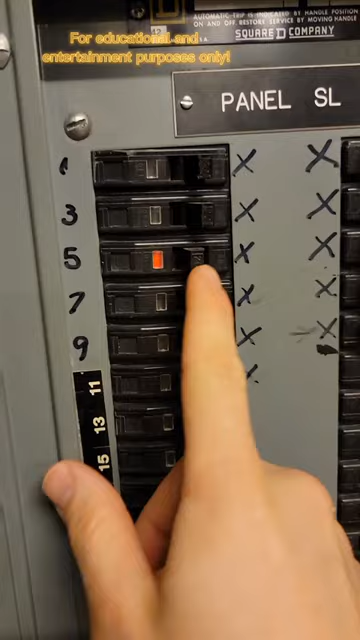 AUTOMATIC-TRIP IS INDICATED BY HANDLE POSITION
ON AND OFF. RESTORE SERVICE BY MOVING HANDLE
SQUARE D COMPANY
For educational and
entertainment purposes only!
PANEL SL
1 X X
3 X X
5 X X
7 X X
9 X X
11
13
15